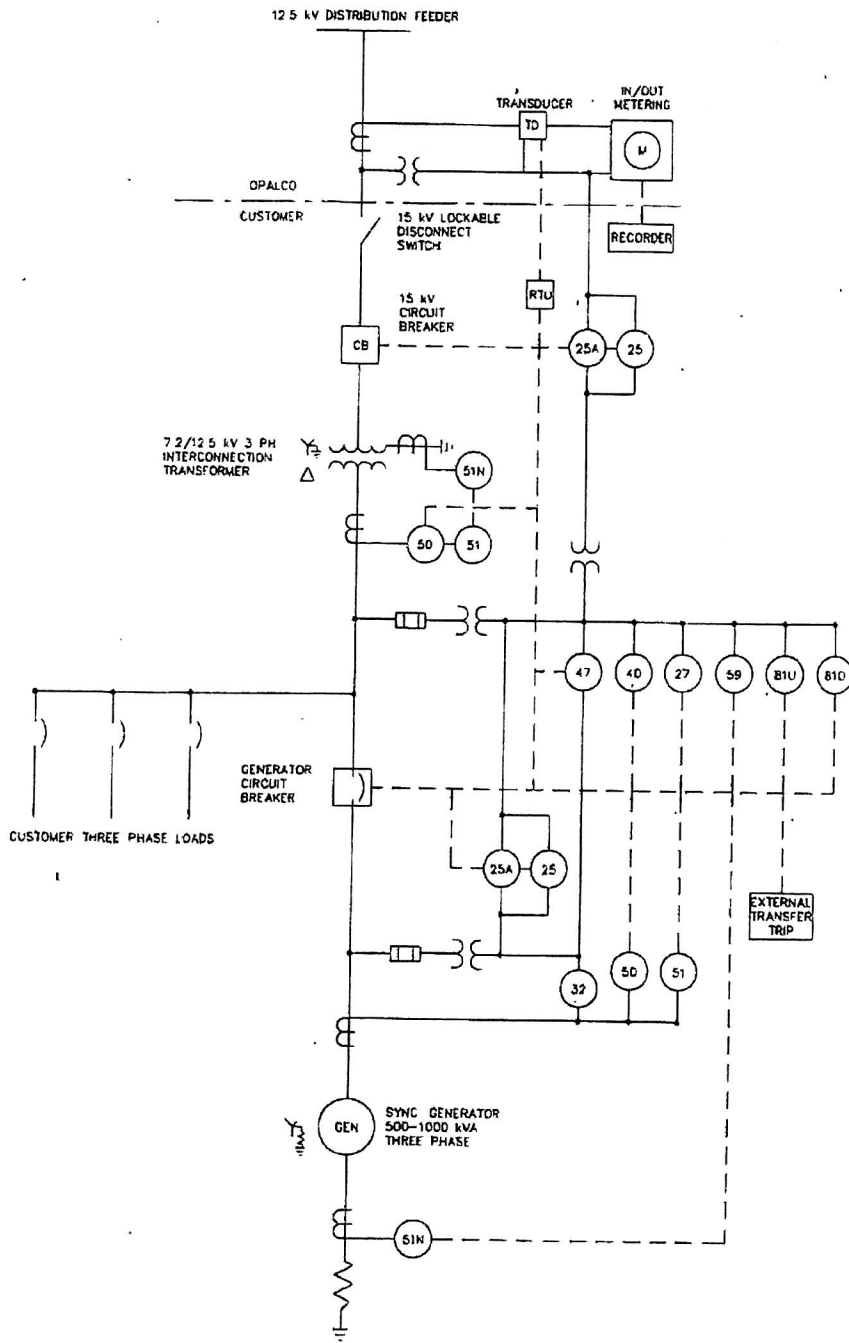 12.5 kV DISTRIBUTION FEEDER
TRANSDUCER
TD
IN/OUT
METERING
M
OPALCO
CUSTOMER
15 kV LOCKABLE
DISCONNECT
SWITCH
RECORDER
RTU
15 kV
CIRCUIT
BREAKER
CB
25A
25
7.2/12.5 kV 3 PH
INTERCONNECTION
TRANSFORMER
51N
50
51
47
40
27
59
81U
81O
GENERATOR
CIRCUIT
BREAKER
CUSTOMER THREE PHASE LOADS
25A
25
EXTERNAL
TRANSFER
TRIP
32
50
51
GEN
SYNC GENERATOR
500-1000 kVA
THREE PHASE
51N